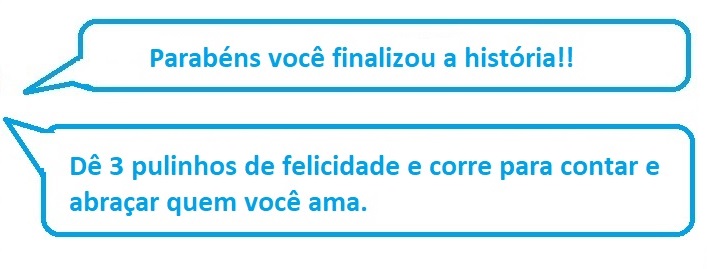 Parabéns você finalizou a história!!
Dê 3 pulinhos de felicidade e corre para contar e
abraçar quem você ama.